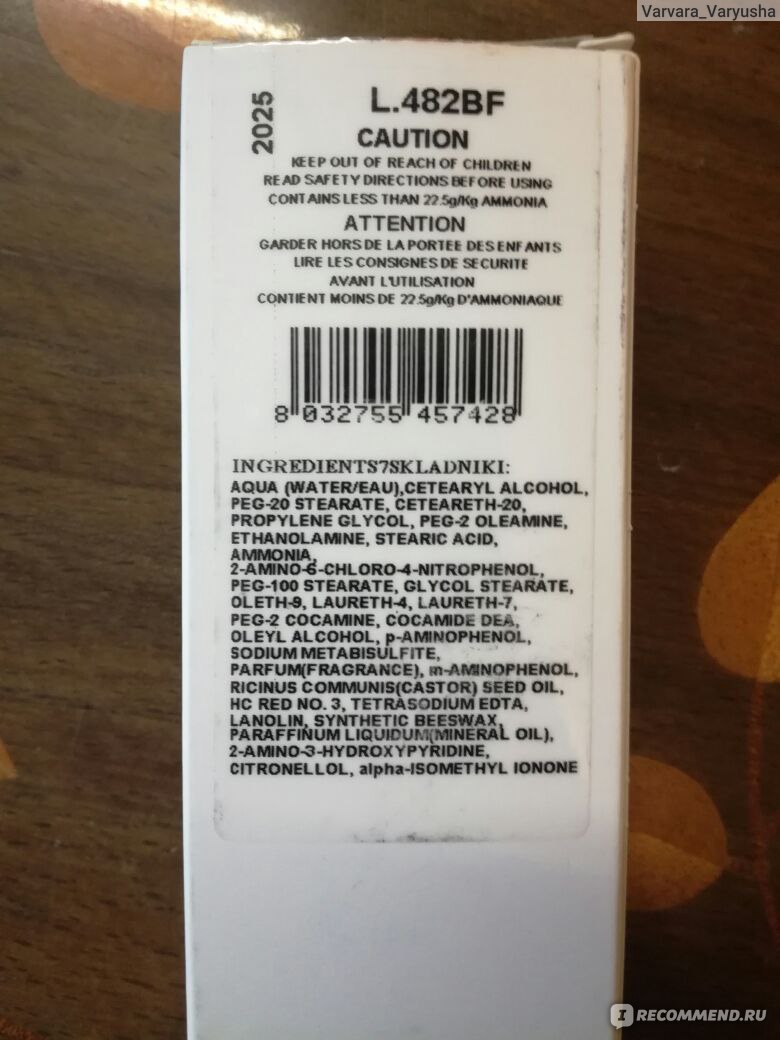 Varvara_Varyusha
2025
L.482BF
CAUTION
KEEP OUT OF REACH OF CHILDREN
READ SAFETY DIRECTIONS BEFORE USING
CONTAINS LESS THAN 22.5g/Kg AMMONIA
ATTENTION
GARDER HORS DE LA PORTEE DES ENFANTS
LIRE LES CONSIGNES DE SECURITE
AVANT L'UTILISATION
CONTIENT MOINS DE 22.5g/Kg D'AMMONIAQUE
8 032755 457428
INGREDIENTS7SKLADNIKI:
AQUA (WATER/EAU),CETEARYL ALCOHOL,
PEG-20 STEARATE, CETEARETH-20,
PROPYLENE GLYCOL, PEG-2 OLEAMINE,
ETHANOLAMINE, STEARIC ACID,
AMMONIA,
2-AMINO-6-CHLORO-4-NITROPHENOL,
PEG-100 STEARATE, GLYCOL STEARATE,
OLETH-9, LAURETH-4, LAURETH-7,
PEG-2 COCAMINE, COCAMIDE DEA,
OLEYL ALCOHOL, p-AMINOPHENOL,
SODIUM METABISULFITE,
PARFUM(FRAGRANCE), m-AMINOPHENOL,
RICINUS COMMUNIS(CASTOR) SEED OIL,
HC RED NO. 3, TETRASODIUM EDTA,
LANOLIN, SYNTHETIC BEESWAX,
PARAFFINUM LIQUIDUM(MINERAL OIL),
2-AMINO-3-HYDROXYPYRIDINE,
CITRONELLOL, alpha-ISOMETHYL IONONE
IRECOMMEND.RU